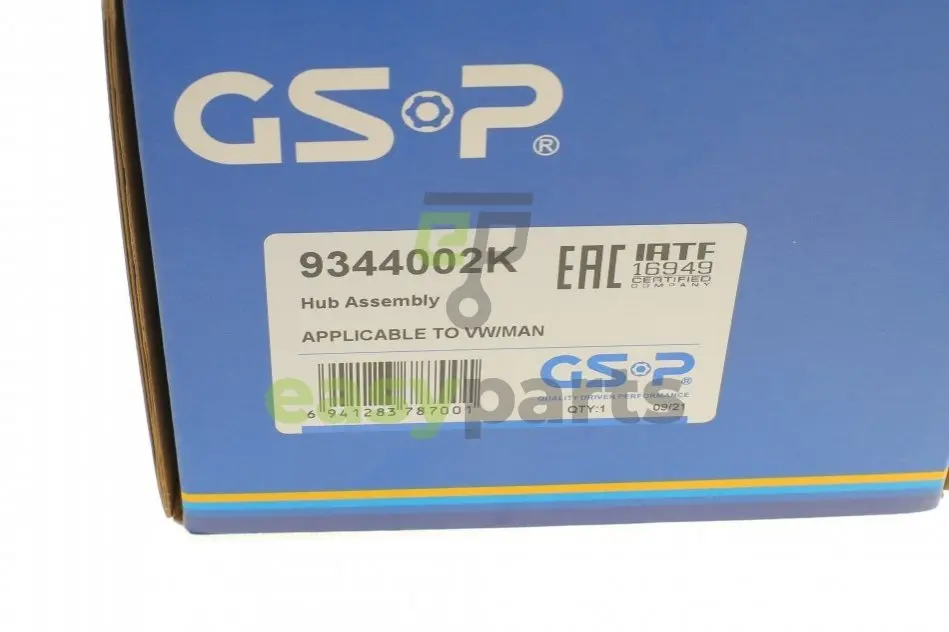 GSP®
9344002K
Hub Assembly
APPLICABLE TO VW/MAN
EAC
IATF
16949
CERTIFIED
COMPANY
6 941283 787001
GSP®
QUALITY DRIVEN PERFORMANCE
QTY:1 09/21
easyparts